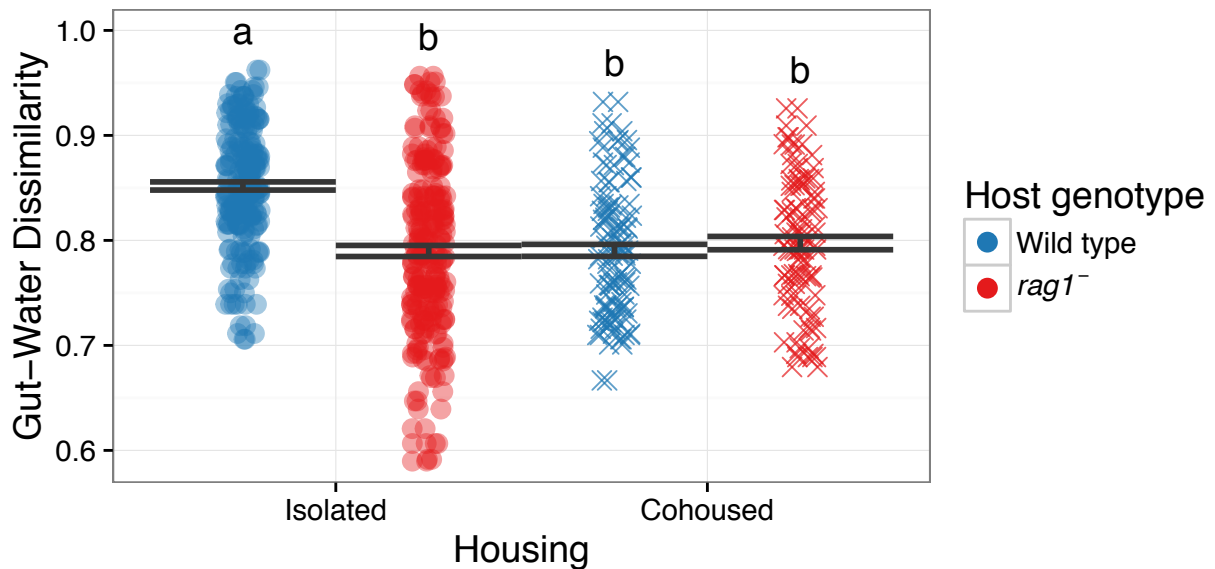 Gut−Water Dissimilarity
1.0
0.9
0.8
0.7
0.6
a
b
b
b
Isolated
Cohoused
Housing
Host genotype
Wild type
rag1⁻